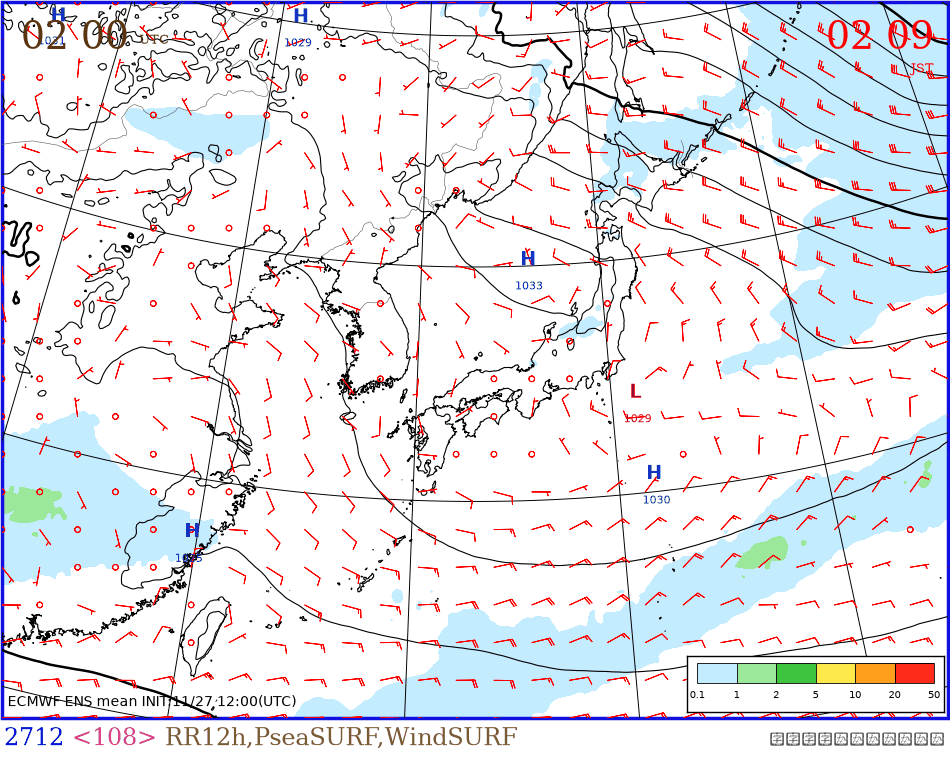 H
H
02 00 UTC
02 09
1029
JST
H
1033
L
1029
H
1030
H
0.1 1 2 5 10 20 50
ECMWF ENS mean INIT:11/27 12:00(UTC)
2712 <108> RR12h,PseaSURF,WindSURF